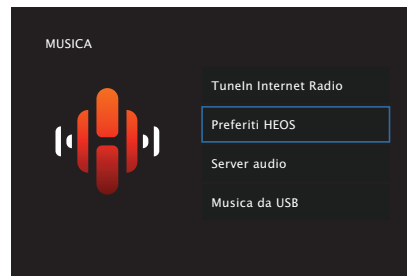 MUSICA
TuneIn Internet Radio
Preferiti HEOS
Server audio
Musica da USB